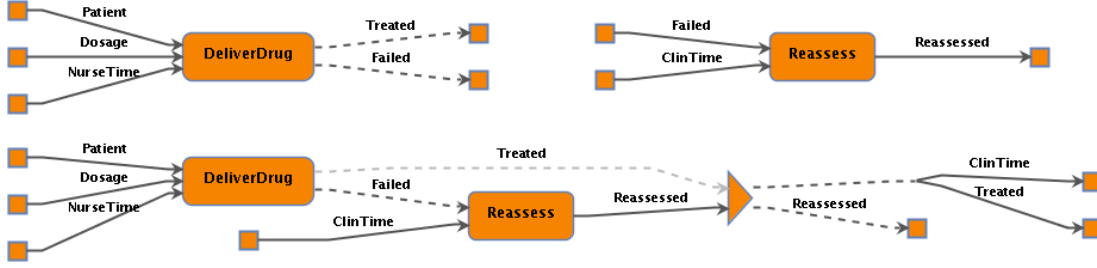 Patient
Dosage
NurseTime
DeliverDrug
Treated
Failed
Failed
ClinTime
Reassess
Reassessed
Patient
Dosage
NurseTime
DeliverDrug
Treated
Failed
ClinTime
Reassess
Reassessed
ClinTime
Treated
Reassessed